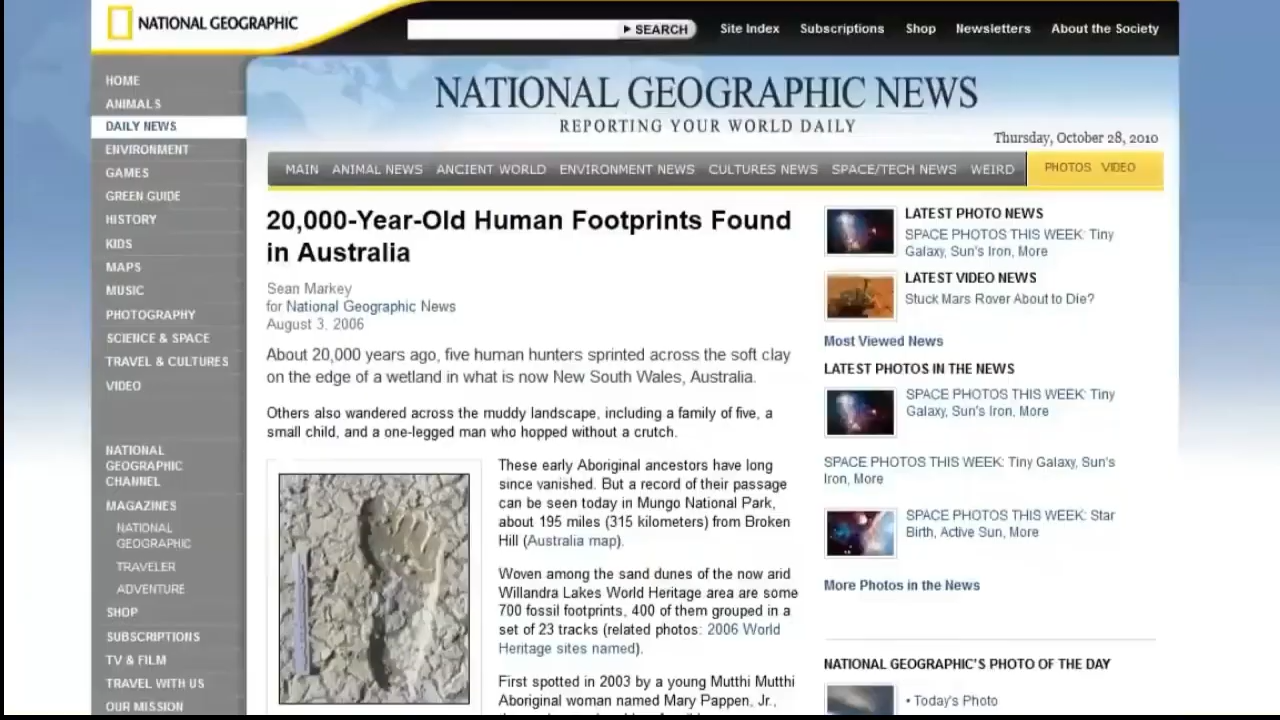 NATIONAL GEOGRAPHIC
SEARCH
Site Index Subscriptions Shop Newsletters About the Society
HOME
ANIMALS
DAILY NEWS
ENVIRONMENT
GAMES
GREEN GUIDE
HISTORY
KIDS
MAPS
MUSIC
PHOTOGRAPHY
SCIENCE & SPACE
TRAVEL & CULTURES
VIDEO
NATIONAL
GEOGRAPHIC
CHANNEL
MAGAZINES
NATIONAL
GEOGRAPHIC
TRAVELER
ADVENTURE
SHOP
SUBSCRIPTIONS
TV & FILM
TRAVEL WITH US
OUR MISSION
NATIONAL GEOGRAPHIC NEWS
REPORTING YOUR WORLD DAILY
Thursday, October 28, 2010
MAIN ANIMAL NEWS ANCIENT WORLD ENVIRONMENT NEWS CULTURES NEWS SPACE/TECH NEWS WEIRD PHOTOS VIDEO
20,000-Year-Old Human Footprints Found
in Australia
Sean Markey
for National Geographic News
August 3, 2006
About 20,000 years ago, five human hunters sprinted across the soft clay
on the edge of a wetland in what is now New South Wales, Australia.
Others also wandered across the muddy landscape, including a family of five, a
small child, and a one-legged man who hopped without a crutch.
These early Aboriginal ancestors have long
since vanished. But a record of their passage
can be seen today in Mungo National Park,
about 195 miles (315 kilometers) from Broken
Hill (Australia map).
Woven among the sand dunes of the now arid
Willandra Lakes World Heritage area are some
700 fossil footprints, 400 of them grouped in a
set of 23 tracks (related photos: 2006 World
Heritage sites named).
First spotted in 2003 by a young Mutthi Mutthi
Aboriginal woman named Mary Pappen, Jr.,
LATEST PHOTO NEWS
SPACE PHOTOS THIS WEEK: Tiny
Galaxy, Sun's Iron, More
LATEST VIDEO NEWS
Stuck Mars Rover About to Die?
Most Viewed News
LATEST PHOTOS IN THE NEWS
SPACE PHOTOS THIS WEEK: Tiny
Galaxy, Sun's Iron, More
SPACE PHOTOS THIS WEEK: Tiny Galaxy, Sun's
Iron, More
SPACE PHOTOS THIS WEEK: Star
Birth, Active Sun, More
More Photos in the News
NATIONAL GEOGRAPHIC'S PHOTO OF THE DAY
• Today's Photo